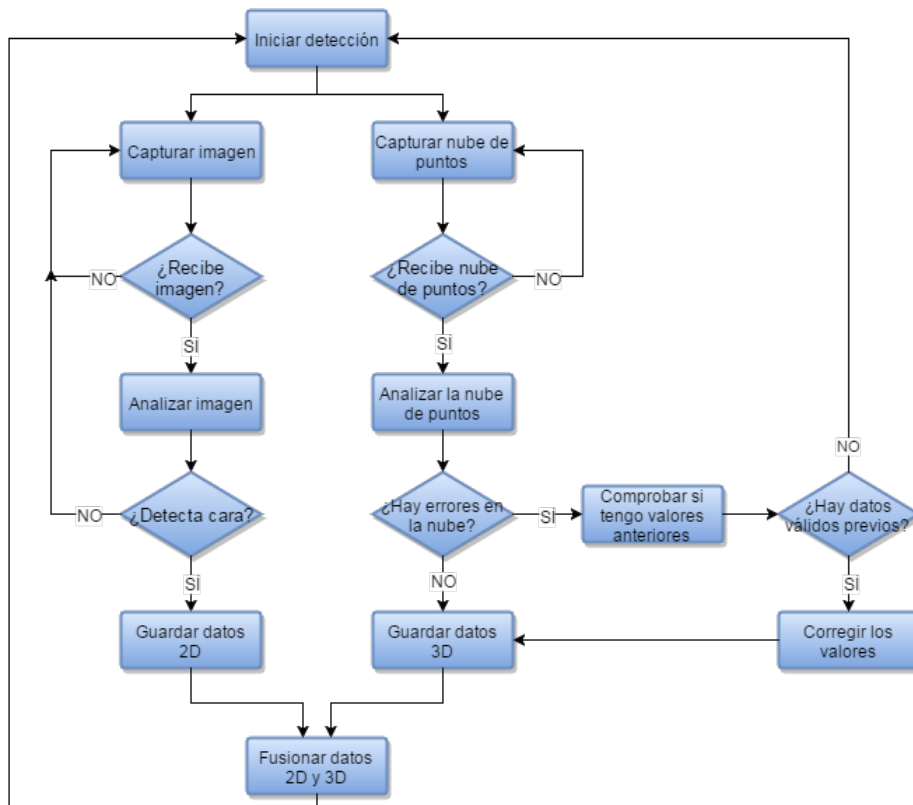 Iniciar detección
Capturar imagen
Capturar nube de
puntos
¿Recibe
imagen?
NO
¿Recibe nube
de puntos?
NO
SÍ
SÍ
Analizar imagen
Analizar la nube
de puntos
NO
¿Detecta cara?
NO
¿Hay errores en
la nube?
SÍ
Comprobar si
tengo valores
anteriores
¿Hay datos
válidos previos?
SÍ
NO
SÍ
Guardar datos
2D
Guardar datos
3D
Corregir los
valores
Fusionar datos
2D y 3D